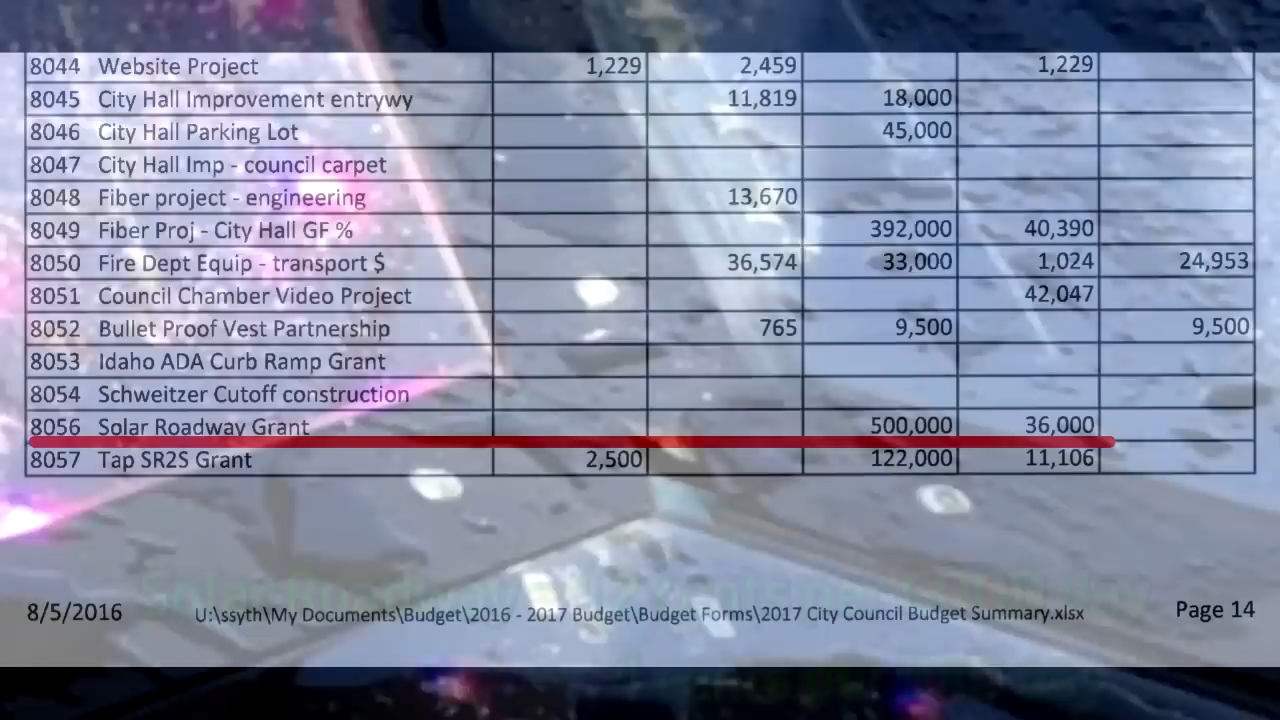 8044 Website Project 1,229 2,459 1,229
8045 City Hall Improvement entrywy 11,819 18,000
8046 City Hall Parking Lot 45,000
8047 City Hall Imp - council carpet
8048 Fiber project - engineering 13,670
8049 Fiber Proj - City Hall GF % 392,000 40,390
8050 Fire Dept Equip - transport $ 36,574 33,000 1,024 24,953
8051 Council Chamber Video Project 42,047
8052 Bullet Proof Vest Partnership 765 9,500 9,500
8053 Idaho ADA Curb Ramp Grant
8054 Schweitzer Cutoff construction
8056 Solar Roadway Grant 500,000 36,000
8057 Tap SR2S Grant 2,500 122,000 11,106
8/5/2016 U:\ssyth\My Documents\Budget\2016 - 2017 Budget\Budget Forms\2017 City Council Budget Summary.xlsx Page 14